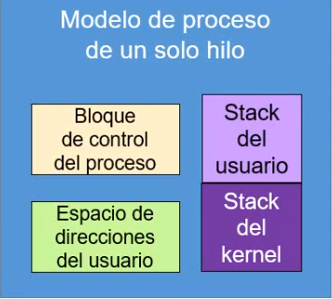 Modelo de proceso
de un solo hilo
Bloque
de control
del proceso
Stack
del
usuario
Espacio de
direcciones
del usuario
Stack
del
kernel